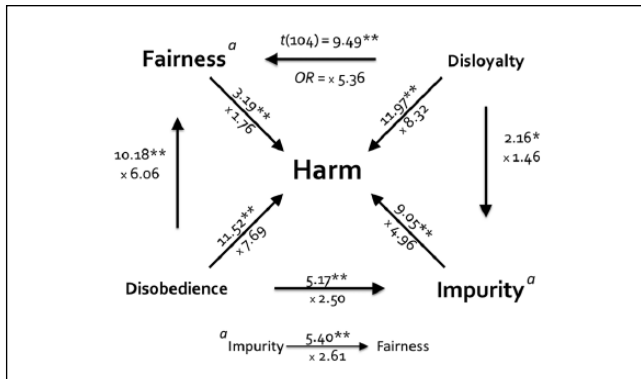 Fairness a
t(104) = 9.49**
OR = x 5.36
Disloyalty
3.19**
x 1.76
11.97**
x 8.32
10.18**
x 6.06
Harm
2.16*
x 1.46
11.52**
x 7.69
9.05**
x 4.96
Disobedience
5.17**
x 2.50
Impurity a
a Impurity
5.40**
x 2.61
Fairness